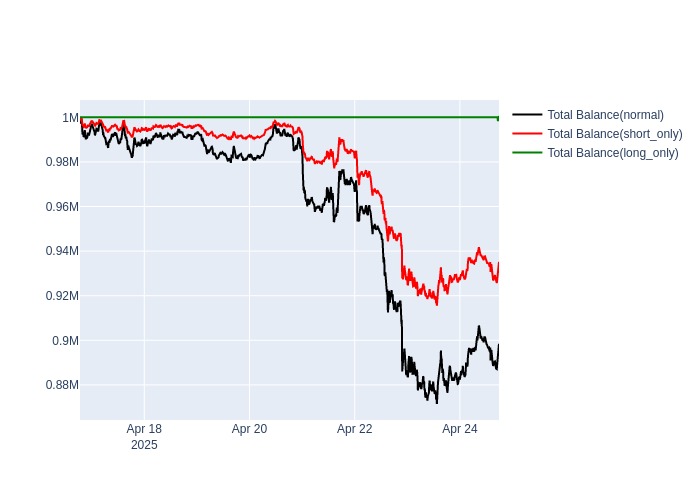 1M
0.98M
0.96M
0.94M
0.92M
0.9M
0.88M
Apr 18
2025
Apr 20
Apr 22
Apr 24
Total Balance(normal)
Total Balance(short_only)
Total Balance(long_only)